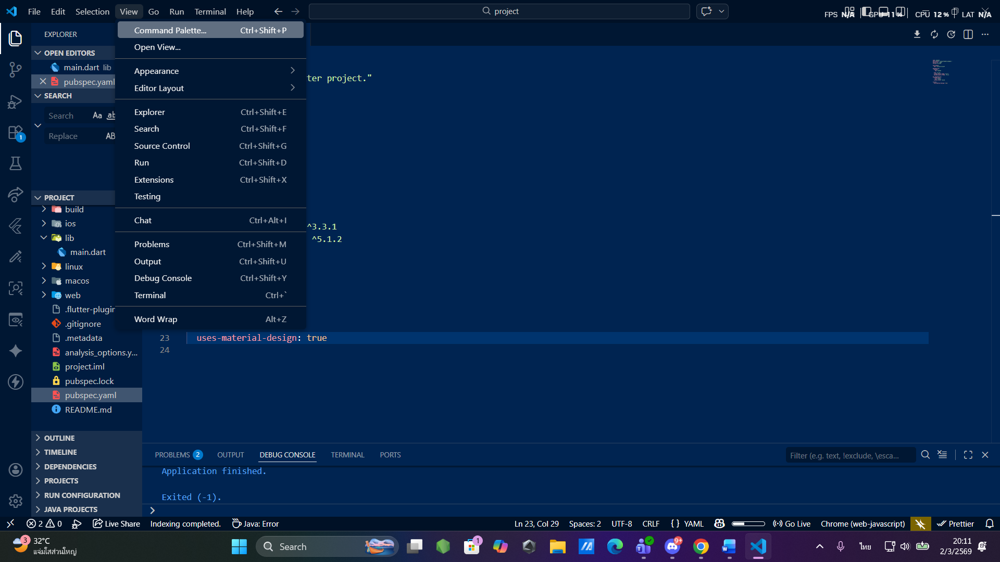 File Edit Selection View Go Run Terminal Help
project
FPS N/A GPU 11 % CPU 12 % LAT N/A
EXPLORER
OPEN EDITORS
main.dart lib
pubspec.yaml
SEARCH
Search Aa ab
Replace AB
PROJECT
build
ios
lib
main.dart
linux
macos
web
.flutter-plugin
.gitignore
.metadata
analysis_options.y...
project.iml
pubspec.lock
pubspec.yaml
README.md
OUTLINE
TIMELINE
DEPENDENCIES
PROJECTS
RUN CONFIGURATION
JAVA PROJECTS
1
Command Palette... Ctrl+Shift+P
Open View...
Appearance
Editor Layout
Explorer Ctrl+Shift+E
Search Ctrl+Shift+F
Source Control Ctrl+Shift+G
Run Ctrl+Shift+D
Extensions Ctrl+Shift+X
Testing
Chat Ctrl+Alt+I
Problems Ctrl+Shift+M
Output Ctrl+Shift+U
Debug Console Ctrl+Shift+Y
Terminal Ctrl+`
Word Wrap Alt+Z
ter project."
^3.3.1
^5.1.2
23 uses-material-design: true
24
PROBLEMS 2 OUTPUT DEBUG CONSOLE TERMINAL PORTS
Filter (e.g. text, !exclude, \esca...
Application finished.
Exited (-1).
2 0 Live Share Indexing completed. Java: Error
Ln 23, Col 29 Spaces: 2 UTF-8 CRLF { } YAML Go Live Chrome (web-javascript) Prettier
3
32°C
แจ่มใสส่วนใหญ่
Search
1
9+
ไทย
20:11
2/3/2569